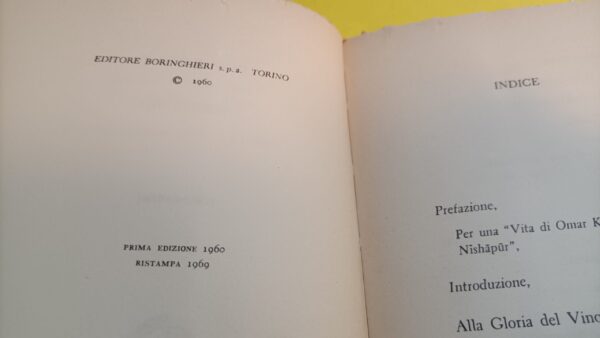 EDITORE BORINGHIERI s.p.a. TORINO
© 1960
PRIMA EDIZIONE 1960
RISTAMPA 1969
INDICE
Prefazione,
Per una "Vita di Omar K
Nīshāpūr",
Introduzione,
Alla Gloria del Vino